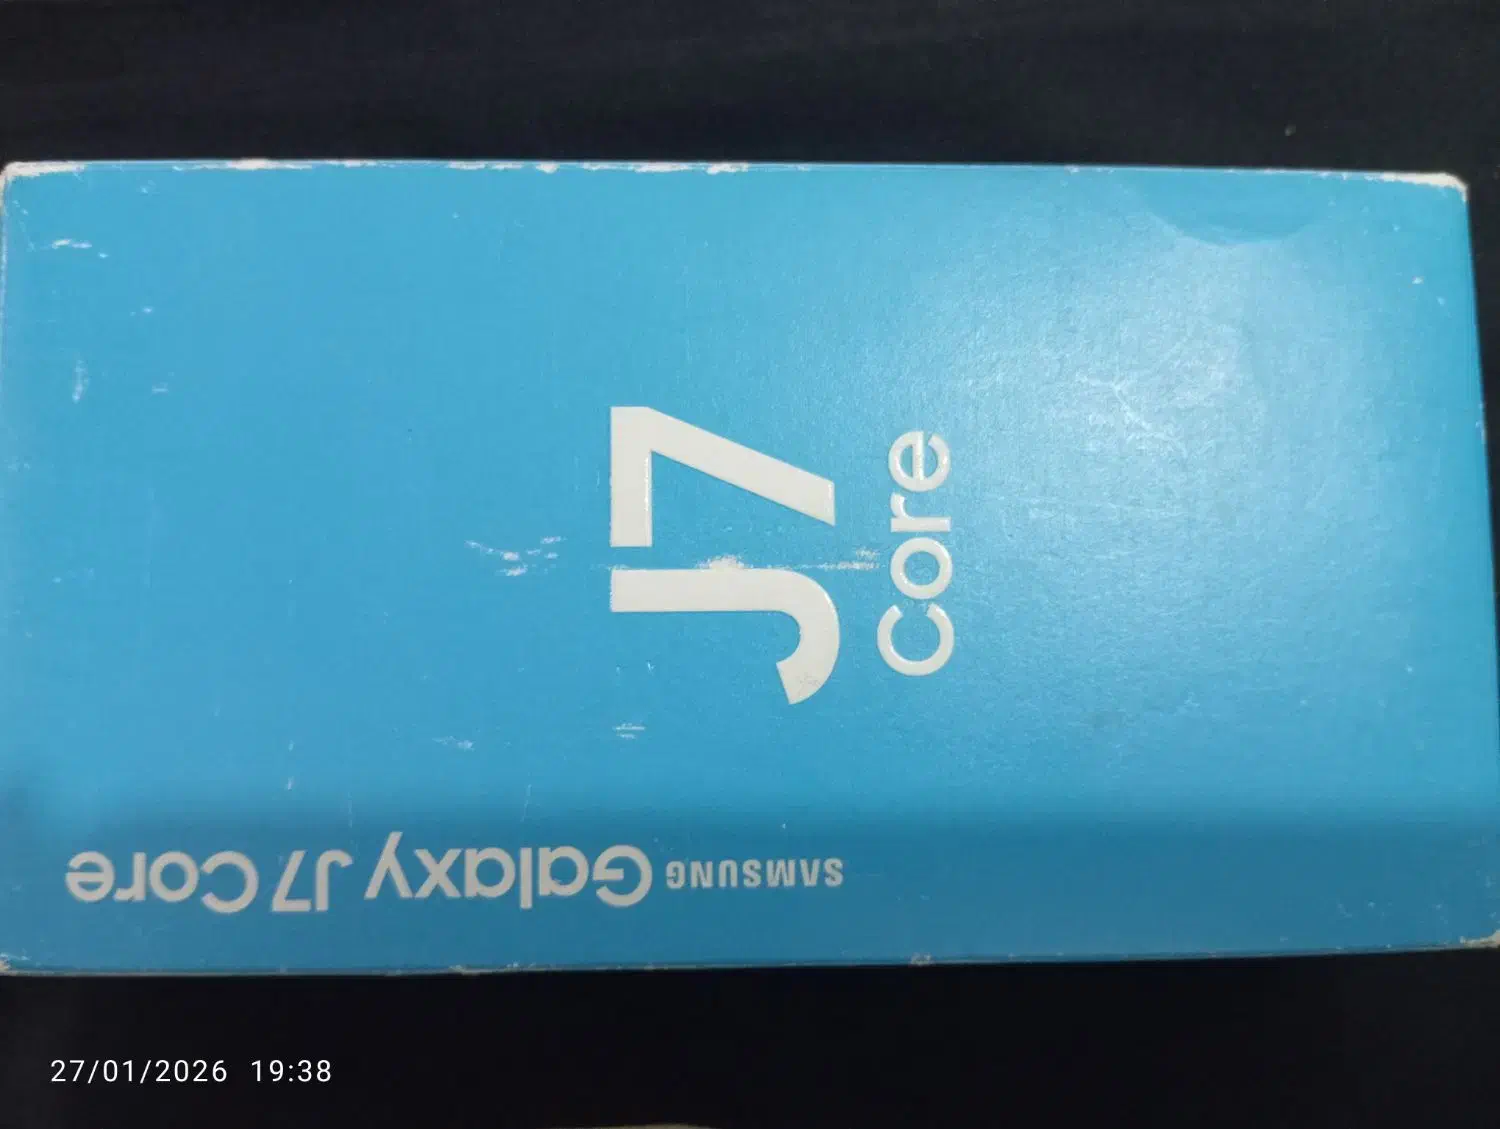 J7
Core
SAMSUNG Galaxy J7 Core
27/01/2026 19:38